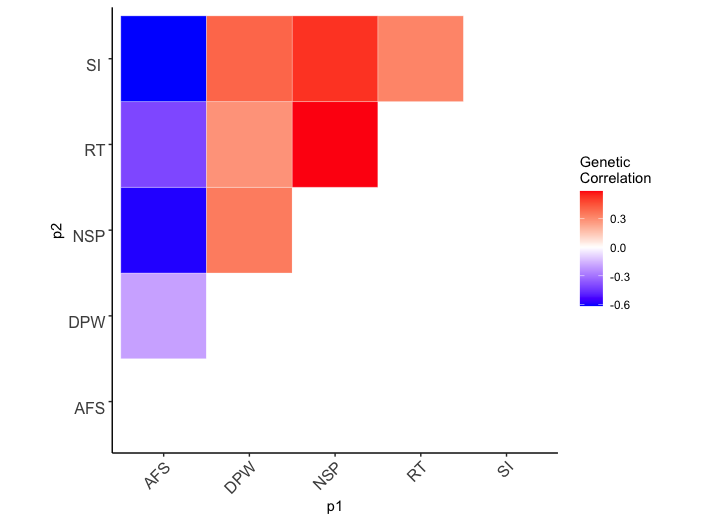 SI
RT
NSP
DPW
AFS
p2
AFS
DPW
NSP
RT
SI
p1
Genetic
Correlation
0.3
0.0
-0.3
-0.6